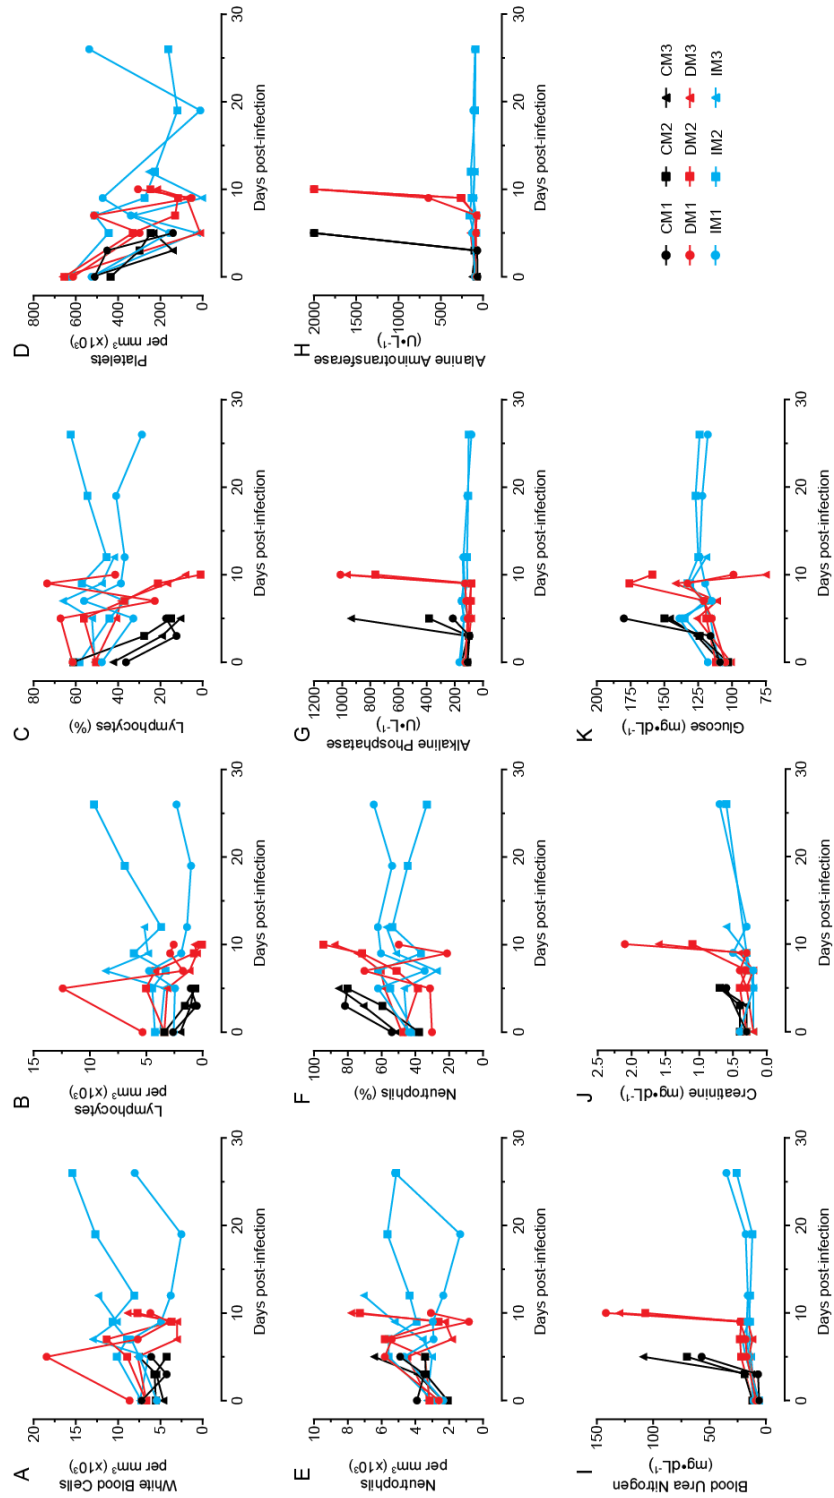 A
White Blood Cells
per mm³ (x10³)
20
15
10
5
0
0 10 20 30
Days post-infection
B
Lymphocytes
per mm³ (x10³)
15
10
5
0
0 10 20 30
Days post-infection
C
Lymphocytes (%)
80
60
40
20
0
0 10 20 30
Days post-infection
D
Platelets
per mm³ (x10³)
800
600
400
200
0
0 10 20 30
Days post-infection
E
Neutrophils
per mm³ (x10³)
10
8
6
4
2
0
0 10 20 30
Days post-infection
F
Neutrophils (%)
100
80
60
40
20
0
0 10 20 30
Days post-infection
G
Alkaline Phosphatase
(U•L⁻¹)
1200
1000
800
600
400
200
0
0 10 20 30
Days post-infection
H
Alanine Aminotransferase
(U•L⁻¹)
2000
1500
1000
500
0
0 10 20 30
Days post-infection
I
Blood Urea Nitrogen
(mg•dL⁻¹)
150
100
50
0
0 10 20 30
Days post-infection
J
Creatinine (mg•dL⁻¹)
2.5
2.0
1.5
1.0
0.5
0.0
0 10 20 30
Days post-infection
K
Glucose (mg•dL⁻¹)
200
175
150
125
100
75
0 10 20 30
Days post-infection
CM1 CM2 CM3
DM1 DM2 DM3
IM1 IM2 IM3